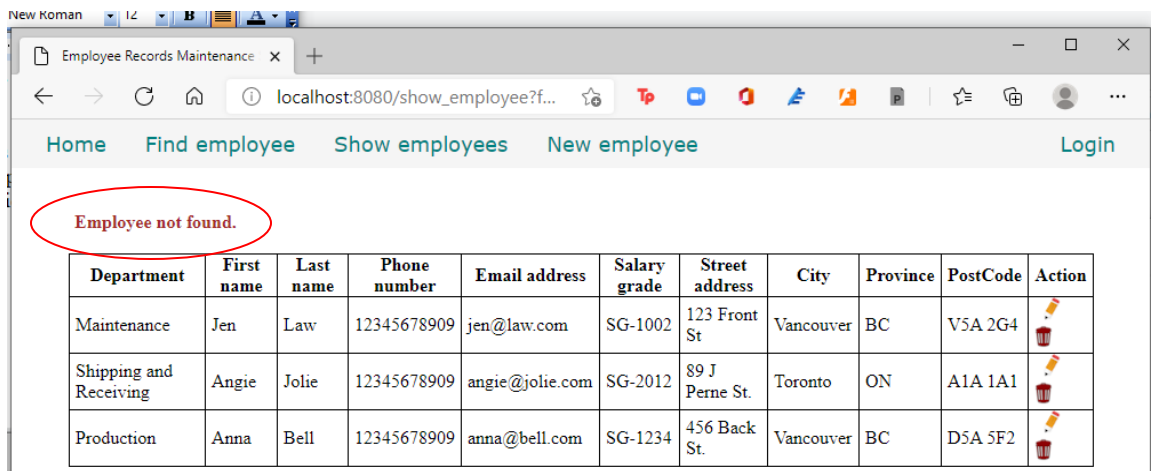 New Roman 12 B A
Employee Records Maintenance
localhost:8080/show_employee?f...
Home Find employee Show employees New employee Login
Employee not found.
Department First name Last name Phone number Email address Salary grade Street address City Province PostCode Action
Maintenance Jen Law 12345678909 jen@law.com SG-1002 123 Front St Vancouver BC V5A 2G4
Shipping and Receiving Angie Jolie 12345678909 angie@jolie.com SG-2012 89 J Perne St. Toronto ON A1A 1A1
Production Anna Bell 12345678909 anna@bell.com SG-1234 456 Back St. Vancouver BC D5A 5F2